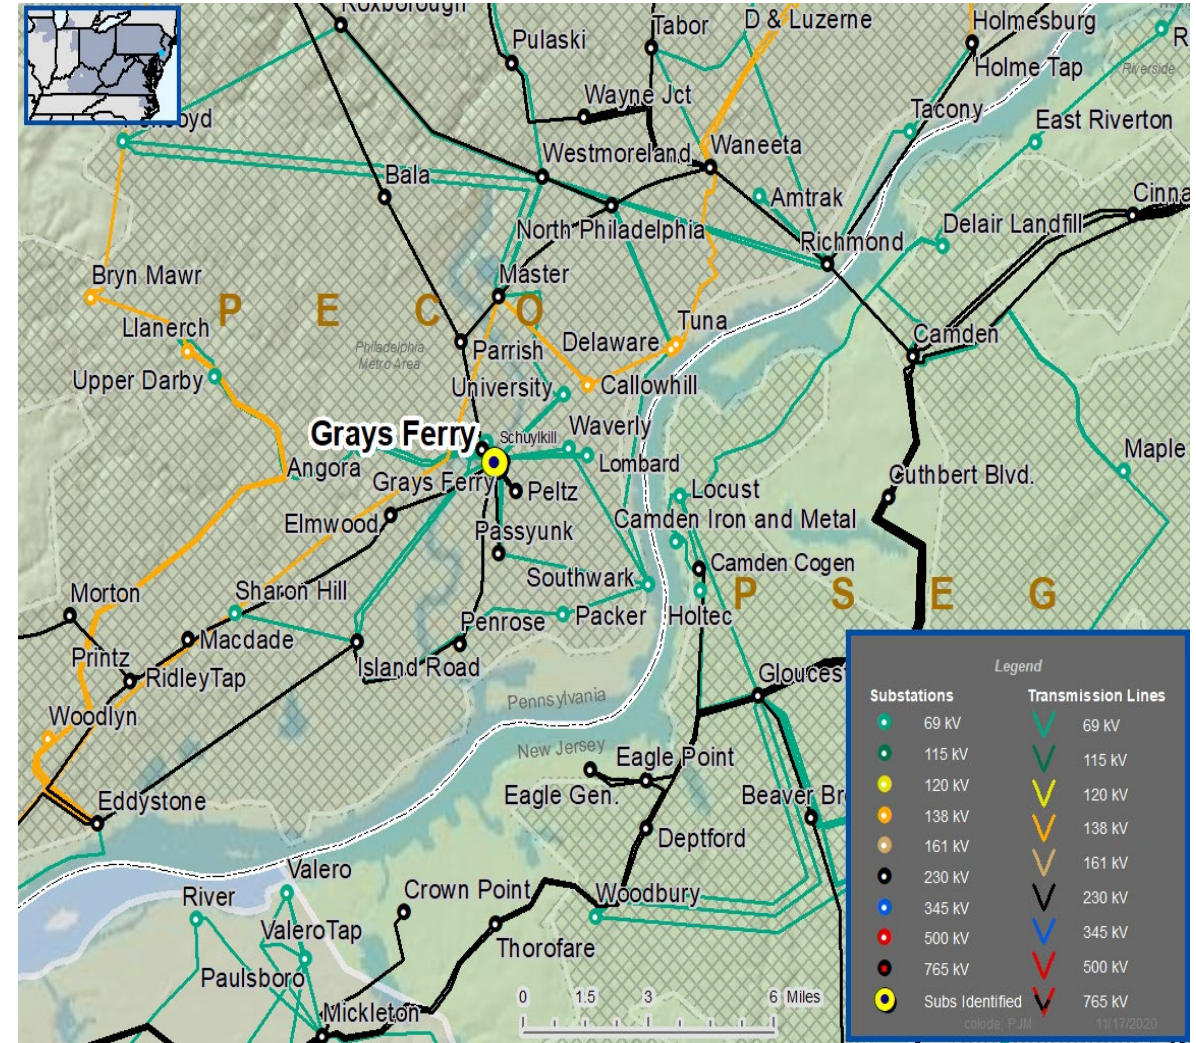 Roxborough
Tabor
D & Luzerne
Holmesburg
Pulaski
Holme Tap
R
Riverside
Wayne Jct
Tacony
East Riverton
Westmoreland
Waneeta
Bala
Amtrak
Cinna
North Philadelphia
Delair Landfill
Richmond
Bryn Mawr
Master
P E C O
Llanerch
Delaware
Tuna
Camden
Philadelphia
Metro Area
Parrish
Upper Darby
University
Callowhill
Grays Ferry
Schuylkill
Waverly
Maple
Angora
Lombard
Grays Ferry
Peltz
Locust
Cuthbert Blvd.
Elmwood
Passyunk
Camden Iron and Metal
Camden Cogen
Morton
Sharon Hill
Southwark
P S E G
Packer
Holtec
Penrose
Macdade
Printz
RidleyTap
Island Road
Gloucest
Pennsylvania
Woodlyn
New Jersey
Eagle Point
Eddystone
Eagle Gen.
Beaver Br
Deptford
Valero
River
Crown Point
Woodbury
ValeroTap
Thorofare
Paulsboro
Mickleton
0 1.5 3 6 Miles
Legend
Substations Transmission Lines
69 kV 69 kV
115 kV 115 kV
120 kV 120 kV
138 kV 138 kV
161 kV 161 kV
230 kV 230 kV
345 kV 345 kV
500 kV 500 kV
765 kV 765 kV
Subs Identified
colode, PJM 11/17/2020